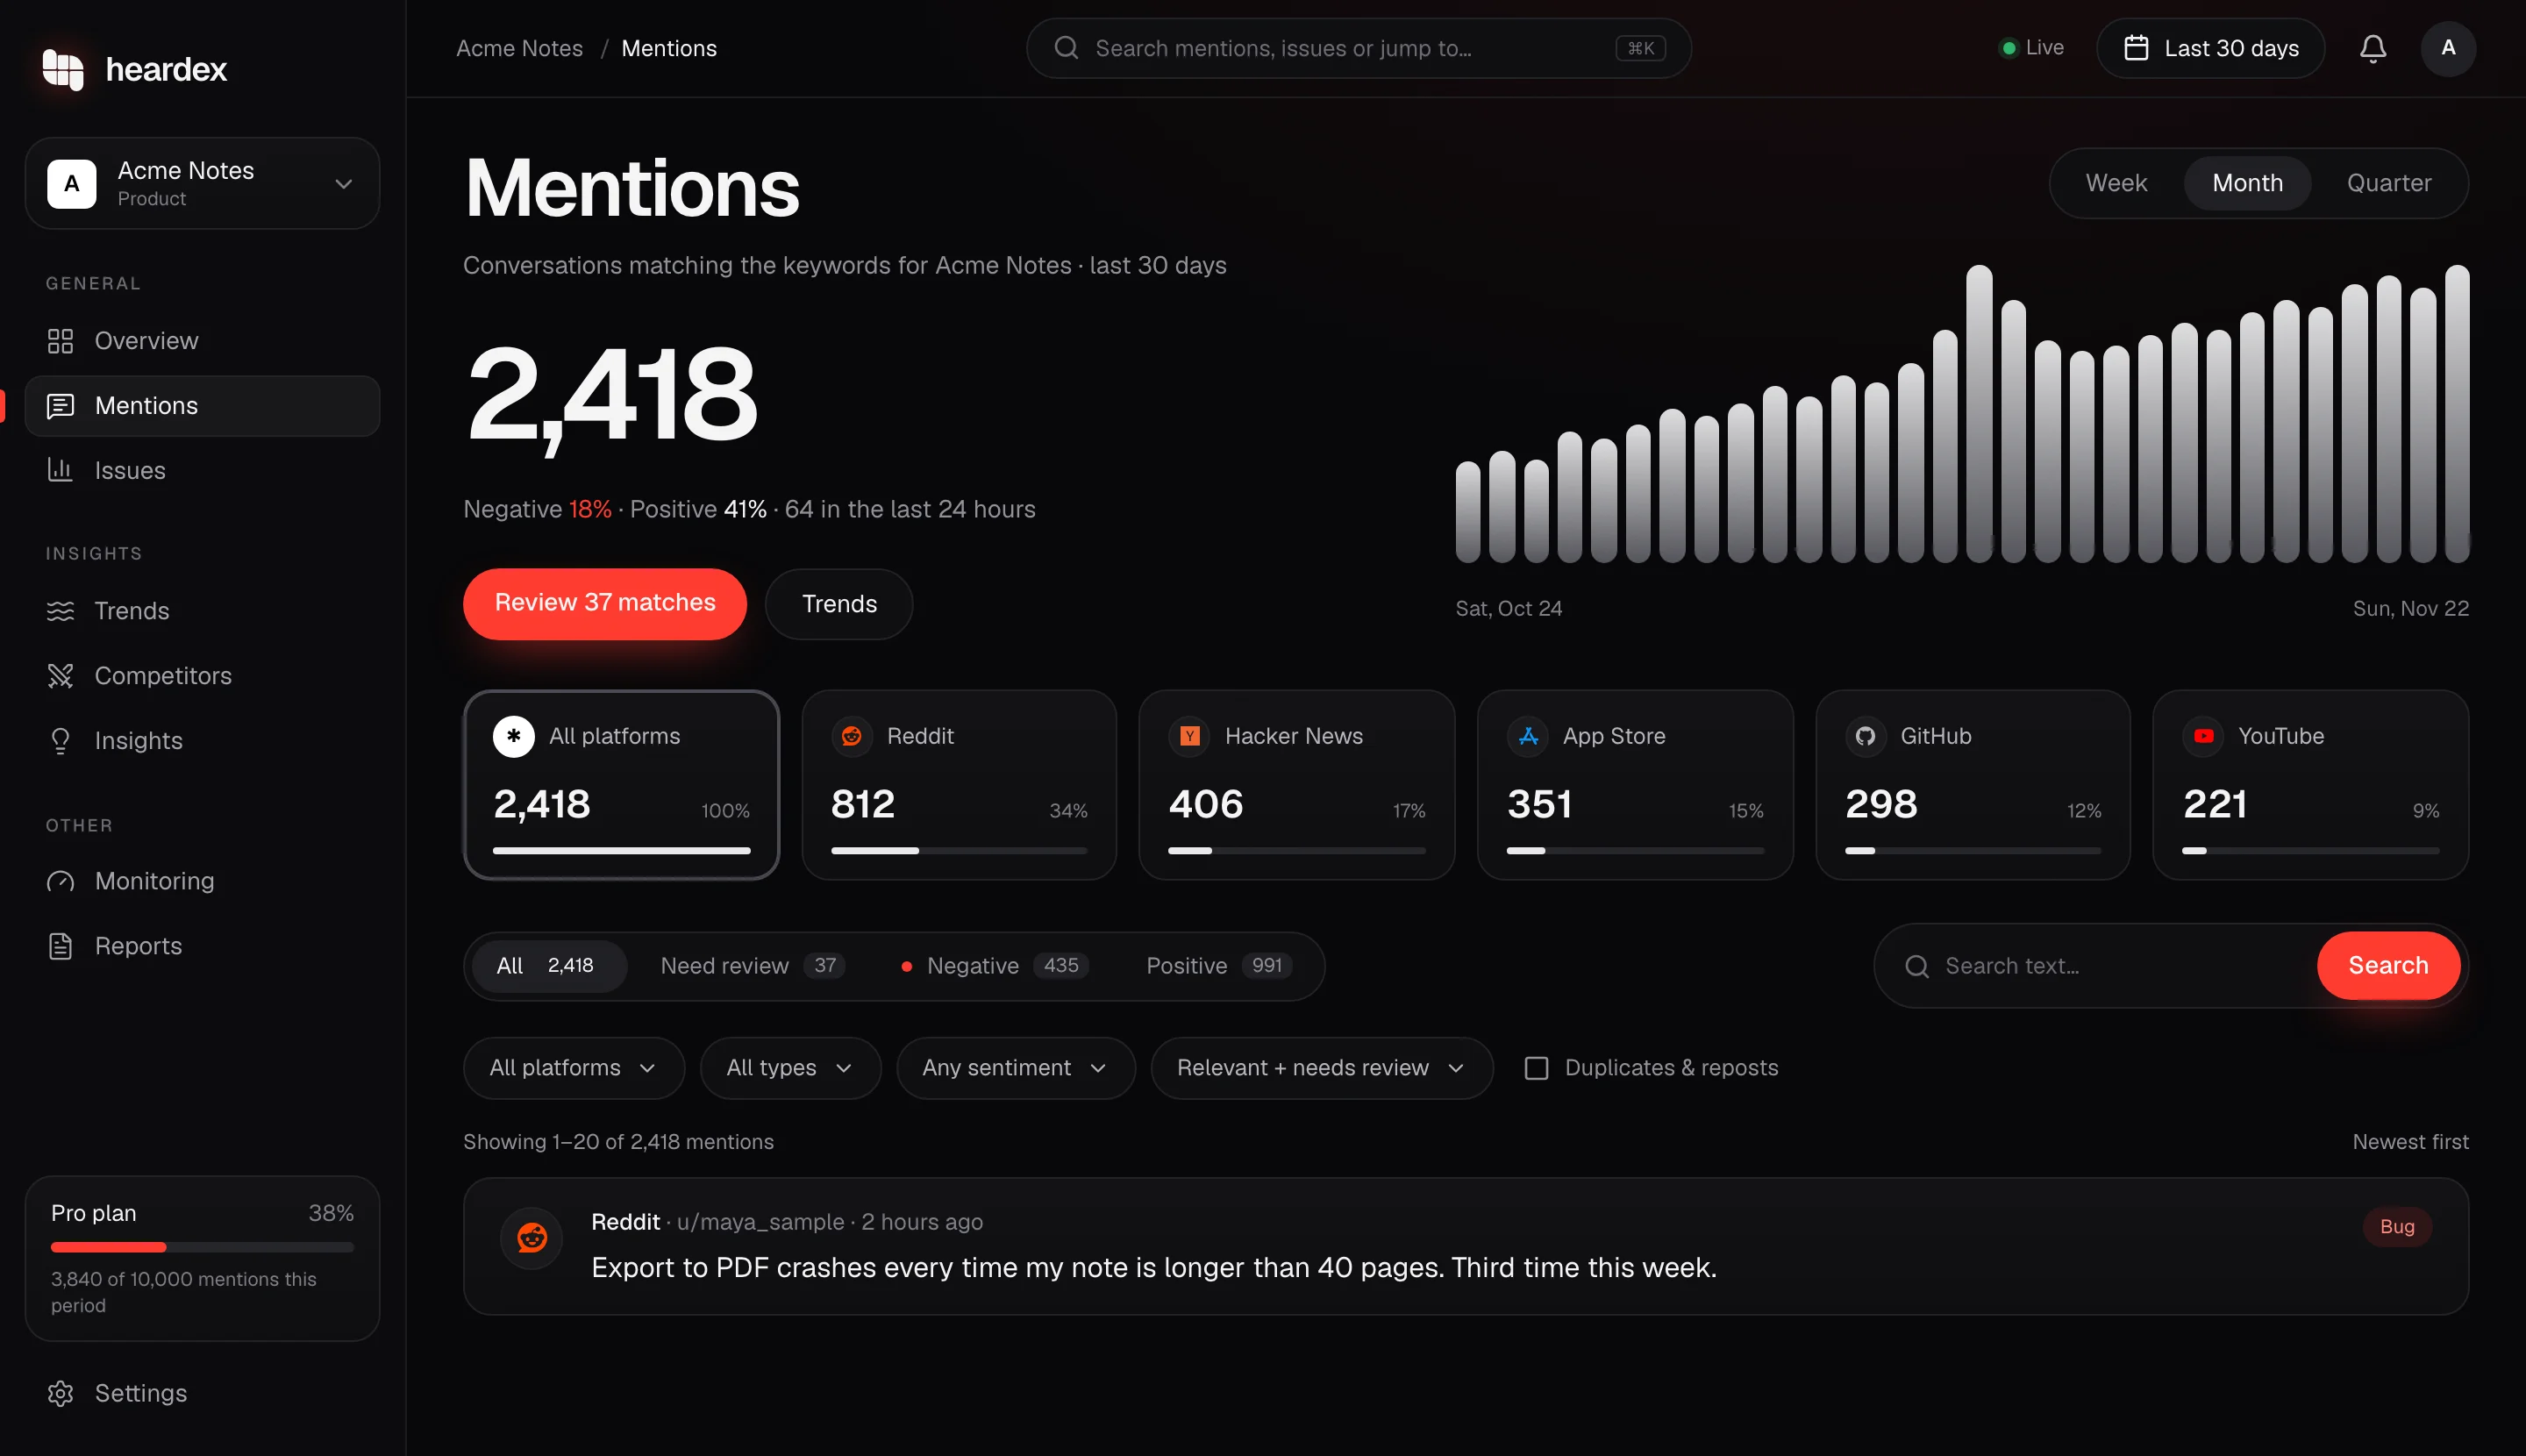 heardex
Acme Notes / Mentions
Search mentions, issues or jump to...
⌘K
Live
Last 30 days
A
A
Acme Notes
Product
GENERAL
Overview
Mentions
Issues
INSIGHTS
Trends
Competitors
Insights
OTHER
Monitoring
Reports
Pro plan 38%
3,840 of 10,000 mentions this
period
Settings
Mentions
Conversations matching the keywords for Acme Notes · last 30 days
Week Month Quarter
2,418
Negative 18% · Positive 41% · 64 in the last 24 hours
Review 37 matches
Trends
Sat, Oct 24
Sun, Nov 22
* All platforms
2,418 100%
Reddit
812 34%
Y Hacker News
406 17%
App Store
351 15%
GitHub
298 12%
YouTube
221 9%
All 2,418 Need review 37 Negative 435 Positive 991
Search text...
Search
All platforms All types Any sentiment Relevant + needs review Duplicates & reposts
Showing 1–20 of 2,418 mentions
Newest first
Reddit · u/maya_sample · 2 hours ago
Bug
Export to PDF crashes every time my note is longer than 40 pages. Third time this week.